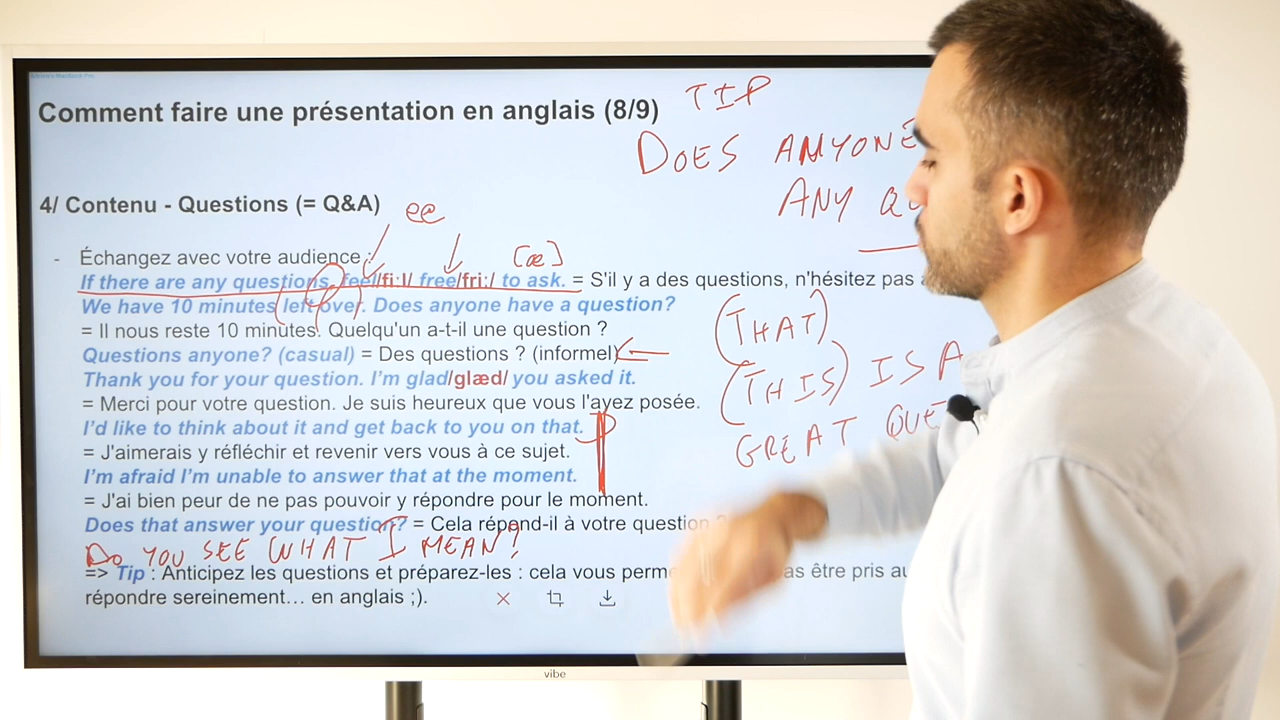 Comment faire une présentation en anglais (8/9)
TIP
DOES ANYONE
ANY
4/ Contenu - Questions (= Q&A)
ee
- Échangez avec votre audience :
[æ]
If there are any questions, feel/fi:l/ free/fri:/ to ask. = S'il y a des questions, n'hésitez pas
We have 10 minutes left over. Does anyone have a question?
= Il nous reste 10 minutes. Quelqu'un a-t-il une question ?
Questions anyone? (casual) = Des questions ? (informel)
Thank you for your question. I'm glad/glæd/ you asked it.
= Merci pour votre question. Je suis heureux que vous l'ayez posée.
I'd like to think about it and get back to you on that.
= J'aimerais y réfléchir et revenir vers vous à ce sujet.
I'm afraid I'm unable to answer that at the moment.
= J'ai bien peur de ne pas pouvoir y répondre pour le moment.
Does that answer your question? = Cela répond-il à votre question ?
(THAT)
(THIS) IS A
GREAT QUE
DO YOU SEE WHAT I MEAN?
=> Tip : Anticipez les questions et préparez-les : cela vous perme as être pris au
répondre sereinement… en anglais ;).
vibe